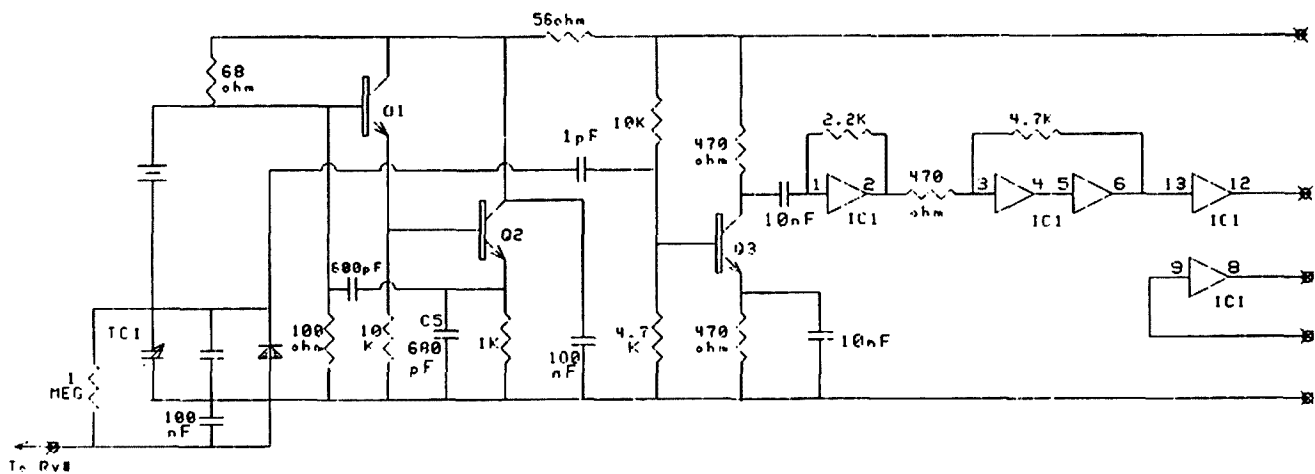 56ohm
68
ohm
Q1
1pF
10K
470
ohm
2.2K
4.7K
10nF
1
2
IC1
470
ohm
3
4
5
6
IC1
13
12
IC1
Q2
Q3
680pF
9
8
IC1
TC1
100
ohm
10
K
C5
680
pF
1K
100
nF
4.7
K
470
ohm
10nF
1
MEG
100
nF